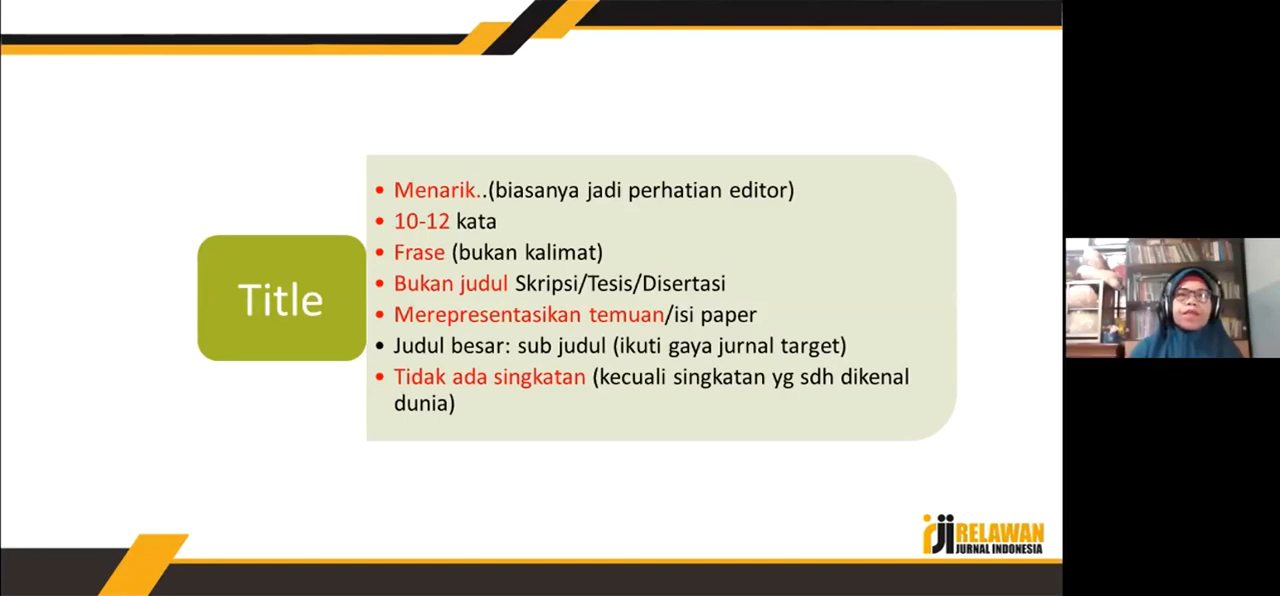 Title
• Menarik..(biasanya jadi perhatian editor)
• 10-12 kata
• Frase (bukan kalimat)
• Bukan judul Skripsi/Tesis/Disertasi
• Merepresentasikan temuan/isi paper
• Judul besar: sub judul (ikuti gaya jurnal target)
• Tidak ada singkatan (kecuali singkatan yg sdh dikenal
dunia)
rji RELAWAN
JURNAL INDONESIA